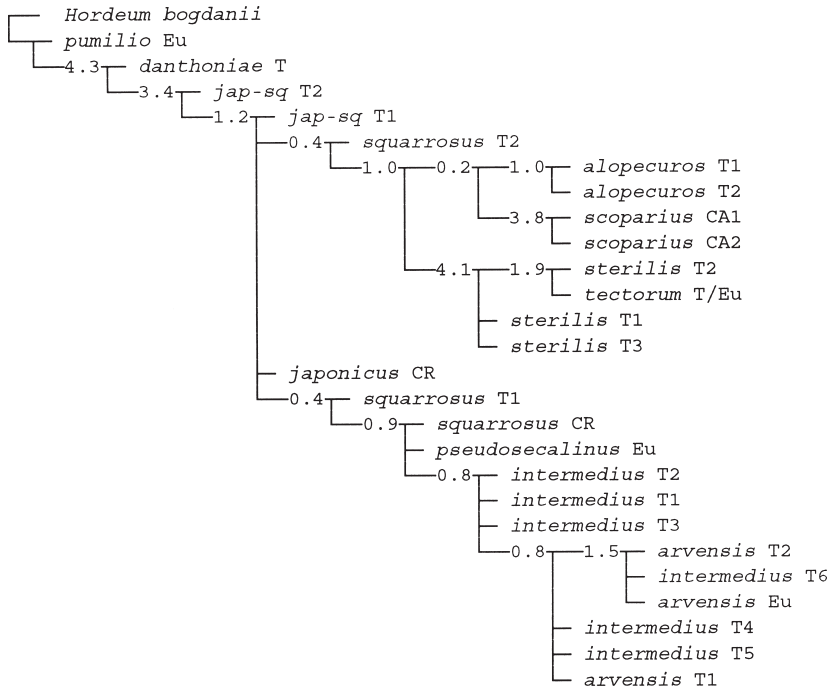 Hordeum bogdanii
pumilio Eu
4.3 danthoniae T
3.4 jap-sq T2
1.2 jap-sq T1
0.4 squarrosus T2
1.0 0.2 1.0 alopecuros T1
alopecuros T2
3.8 scoparius CA1
scoparius CA2
4.1 1.9 sterilis T2
tectorum T/Eu
sterilis T1
sterilis T3
japonicus CR
0.4 squarrosus T1
0.9 squarrosus CR
pseudosecalinus Eu
0.8 intermedius T2
intermedius T1
intermedius T3
0.8 1.5 arvensis T2
intermedius T6
arvensis Eu
intermedius T4
intermedius T5
arvensis T1